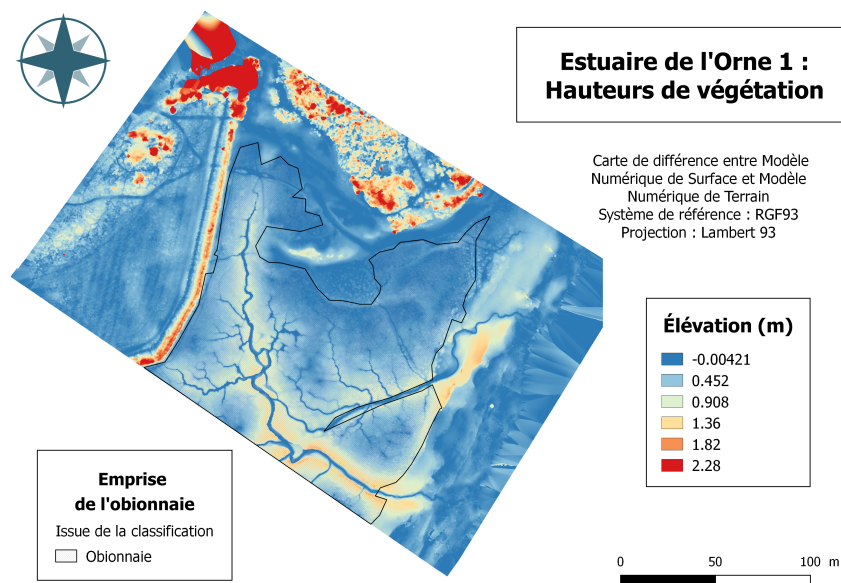 Estuaire de l'Orne 1 :
Hauteurs de végétation
Carte de différence entre Modèle
Numérique de Surface et Modèle
Numérique de Terrain
Système de référence : RGF93
Projection : Lambert 93
Élévation (m)
-0.00421
0.452
0.908
1.36
1.82
2.28
Emprise
de l'obionnaie
Issue de la classification
Obionnaie
0 50 100 m